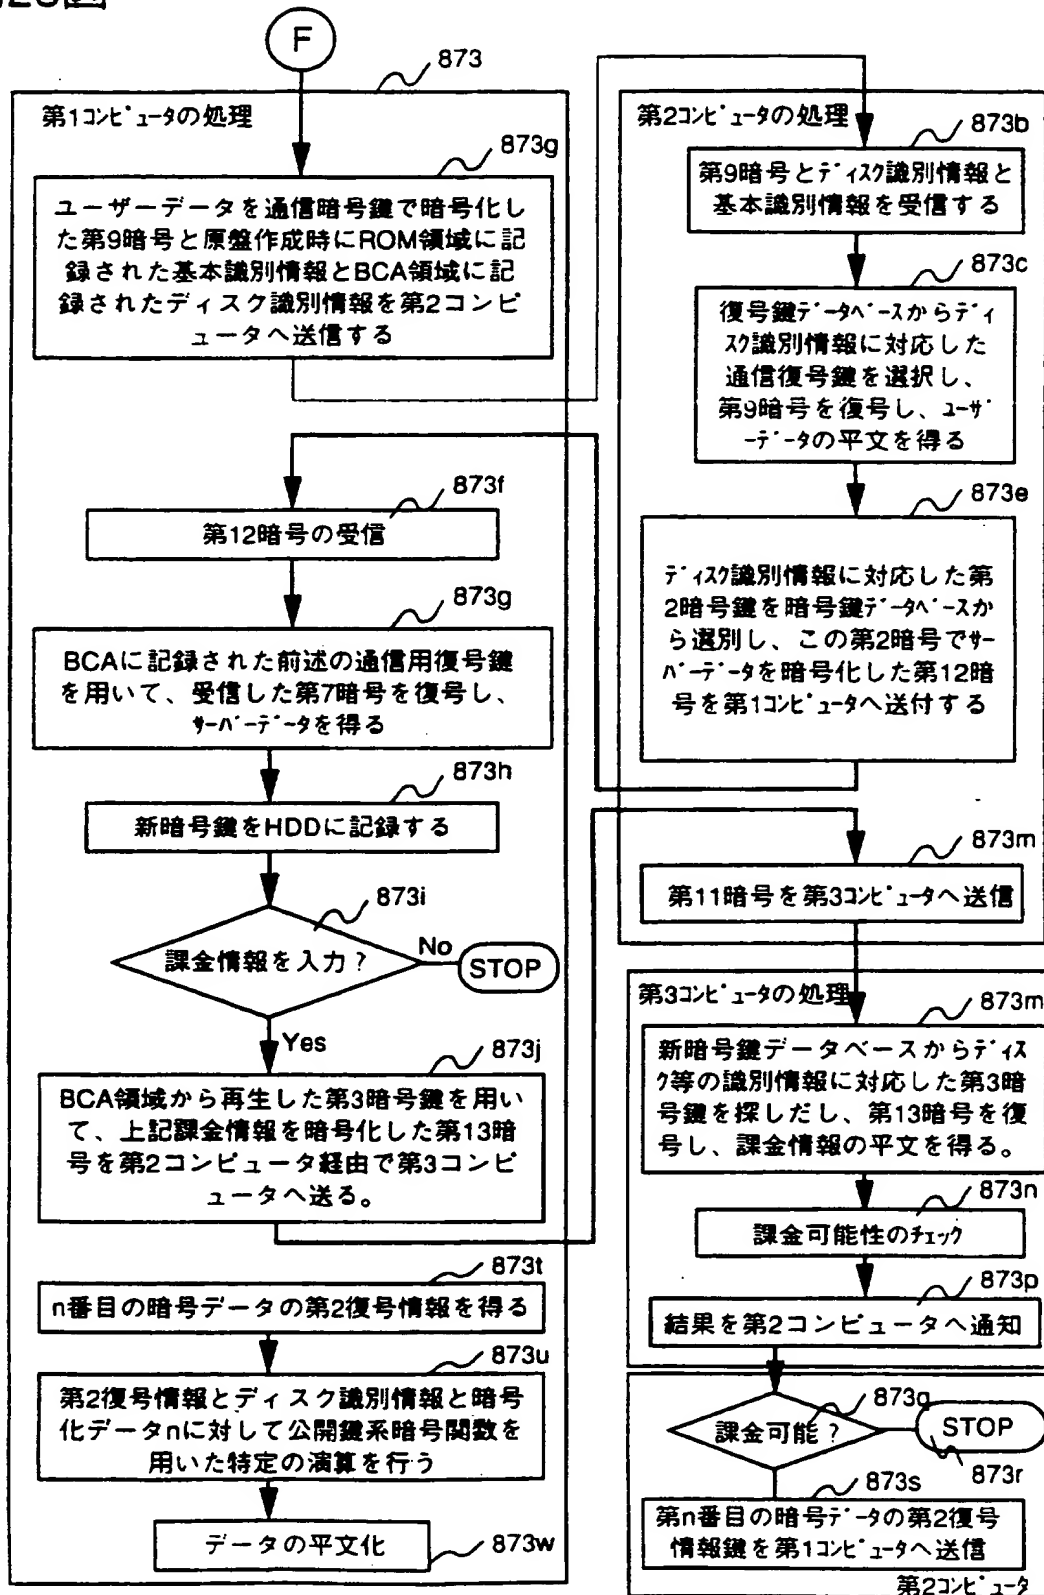 F
873
第1コンピュータの処理
873g
ユーザーデータを通信暗号鍵で暗号化し
た第9暗号と原盤作成時にROM領域に記
録された基本識別情報とBCA領域に記
録されたディスク識別情報を第2コンピ
ュータへ送信する
873f
第12暗号の受信
873g
BCAに記録された前述の通信用復号鍵
を用いて、受信した第7暗号を復号し、
サーバーデータを得る
873h
新暗号鍵をHDDに記録する
873i
課金情報を入力?
No
STOP
Yes
873j
BCA領域から再生した第3暗号鍵を用い
て、上記課金情報を暗号化した第13暗
号を第2コンピュータ経由で第3コンピ
ュータへ送る。
873t
n番目の暗号データの第2復号情報を得る
873u
第2復号情報とディスク識別情報と暗号
化データnに対して公開鍵系暗号関数を
用いた特定の演算を行う
データの平文化
873w
第2コンピュータの処理
873b
第9暗号とディスク識別情報と
基本識別情報を受信する
873c
復号鍵データベースからディ
スク識別情報に対応した
通信復号鍵を選択し、
第9暗号を復号し、ユーザ
ーデータの平文を得る
873e
ディスク識別情報に対応した第
2暗号鍵を暗号鍵データベースか
ら選別し、この第2暗号でサー
バーデータを暗号化した第12暗
号を第1コンピュータへ送付する
873m
第11暗号を第3コンピュータへ送信
第3コンピュータの処理
873m
新暗号鍵データベースからディス
ク等の識別情報に対応した第3暗
号鍵を探しだし、第13暗号を復
号し、課金情報の平文を得る。
873n
課金可能性のチェック
873p
結果を第2コンピュータへ通知
873q
課金可能?
STOP
873r
873s
第n番目の暗号データの第2復号
情報鍵を第1コンピュータへ送信
第2コンピュータ